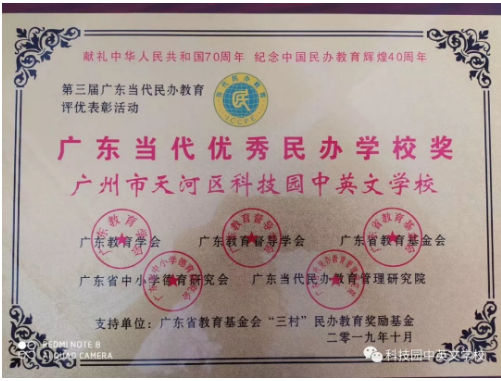 献礼中华人民共和国70周年 纪念中国民办教育辉煌40周年
第三届广东当代民办教育
评优表彰活动
民
广东当代优秀民办学校奖
广州市天河区科技园中英文学校
广东教育学会 广东教育督导学会 广东省教育基金会
广东省中小学德育研究会 广东当代民办教育管理研究院
支持单位：广东省教育基金会“三村”民办教育奖励基金
二零一九年十月
REDMI NOTE 8
AI QUAD CAMERA
科技园中英文学校